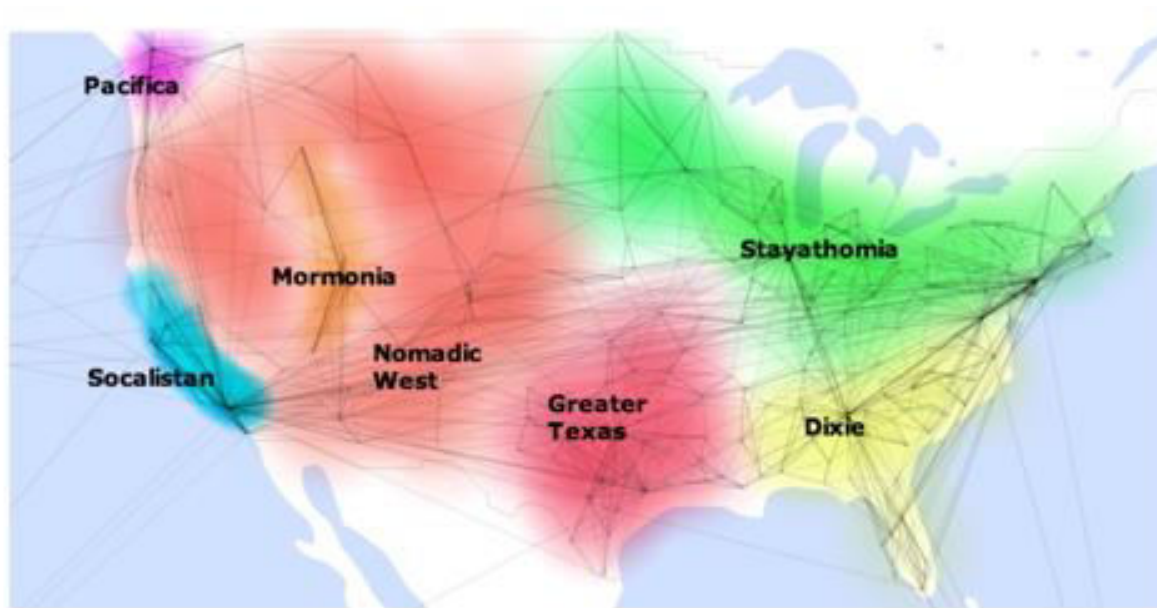 Pacifica
Stayathomia
Mormonia
Nomadic
West
Socalistan
Greater
Texas
Dixie